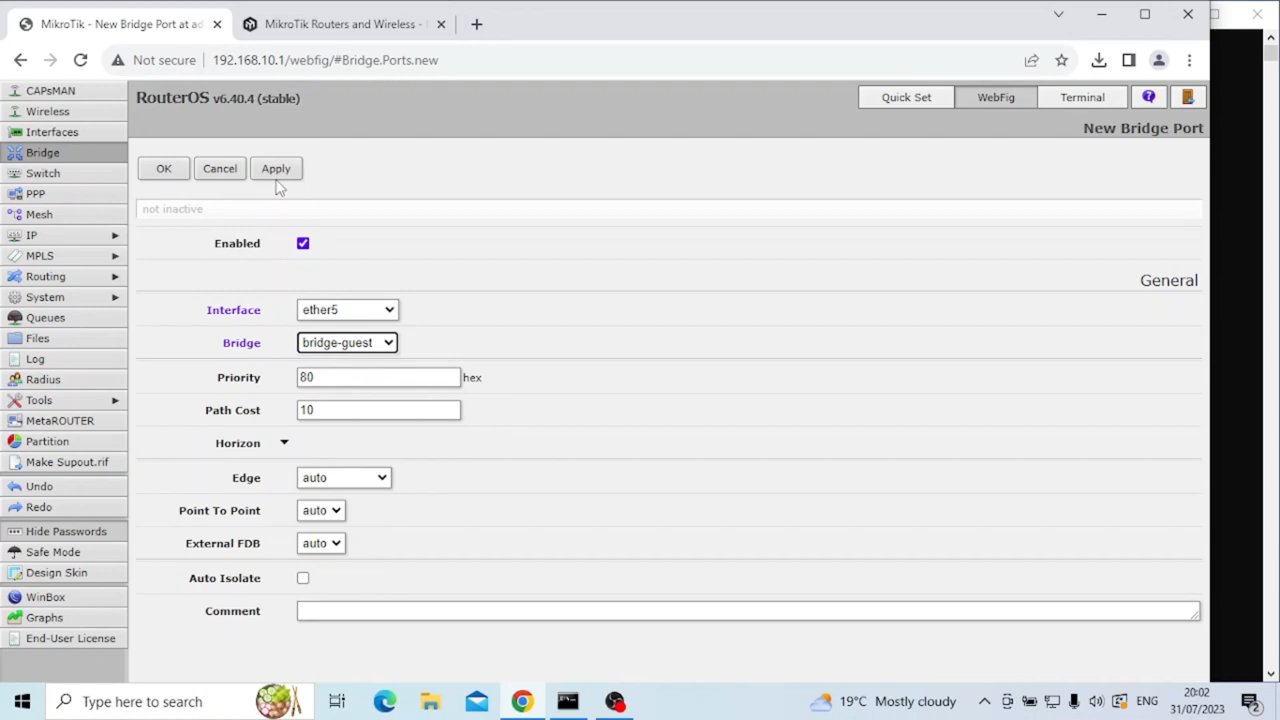 MikroTik - New Bridge Port at ad
MikroTik Routers and Wireless -
Not secure
192.168.10.1/webfig/#Bridge.Ports.new
CAPsMAN
Wireless
Interfaces
Bridge
Switch
PPP
Mesh
IP
MPLS
Routing
System
Queues
Files
Log
Radius
Tools
MetaROUTER
Partition
Make Supout.rif
Undo
Redo
Hide Passwords
Safe Mode
Design Skin
WinBox
Graphs
End-User License
RouterOS v6.40.4 (stable)
Quick Set
WebFig
Terminal
New Bridge Port
OK
Cancel
Apply
not inactive
Enabled
General
Interface ether5
Bridge bridge-guest
Priority 80 hex
Path Cost 10
Horizon
Edge auto
Point To Point auto
External FDB auto
Auto Isolate
Comment
Type here to search
19°C Mostly cloudy
ENG
20:02
31/07/2023
2